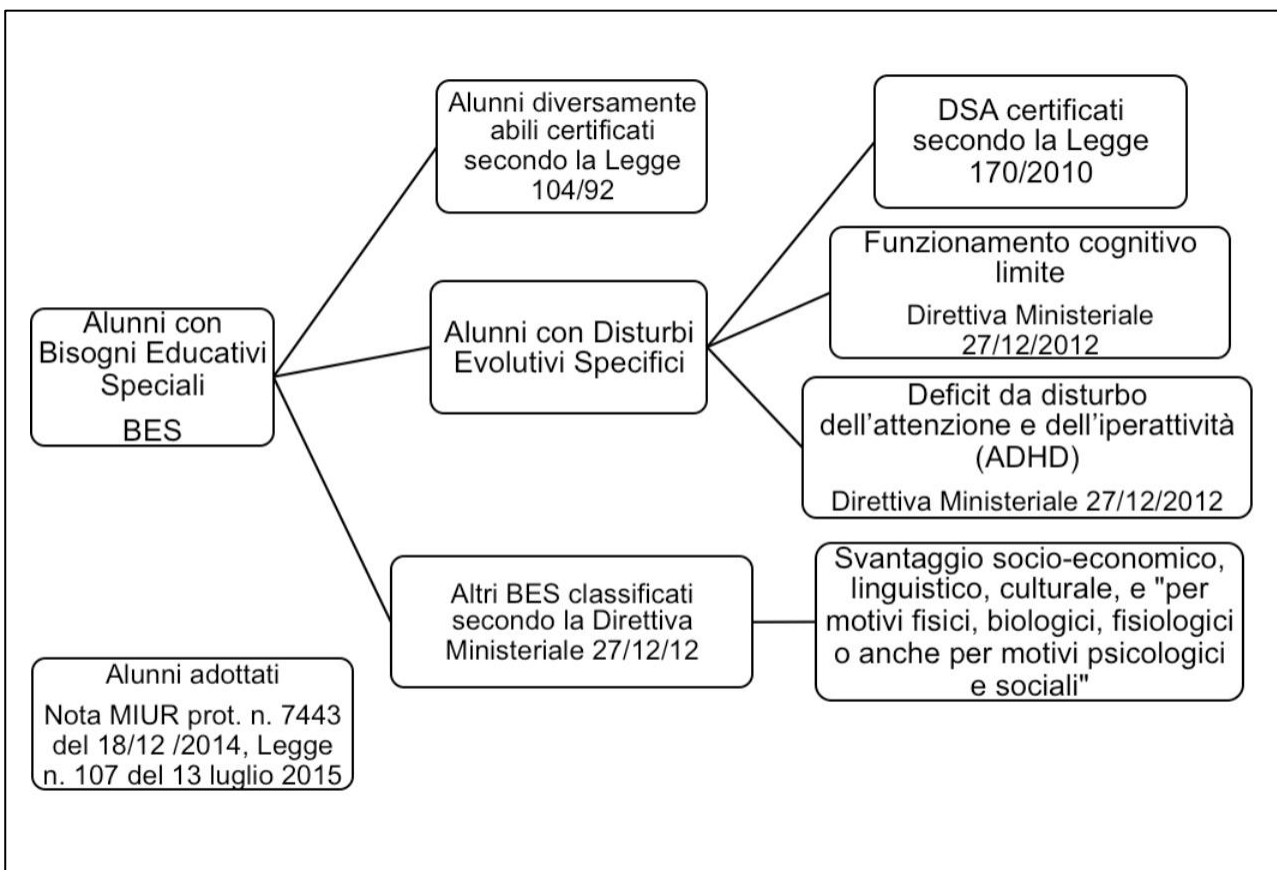 Alunni diversamente
abili certificati
secondo la Legge
104/92
DSA certificati
secondo la Legge
170/2010
Funzionamento cognitivo
limite
Direttiva Ministeriale
27/12/2012
Alunni con
Bisogni Educativi
Speciali
BES
Alunni con Disturbi
Evolutivi Specifici
Deficit da disturbo
dell’attenzione e dell’iperattività
(ADHD)
Direttiva Ministeriale 27/12/2012
Altri BES classificati
secondo la Direttiva
Ministeriale 27/12/12
Svantaggio socio-economico,
linguistico, culturale, e "per
motivi fisici, biologici, fisiologici
o anche per motivi psicologici
e sociali"
Alunni adottati
Nota MIUR prot. n. 7443
del 18/12 /2014, Legge
n. 107 del 13 luglio 2015